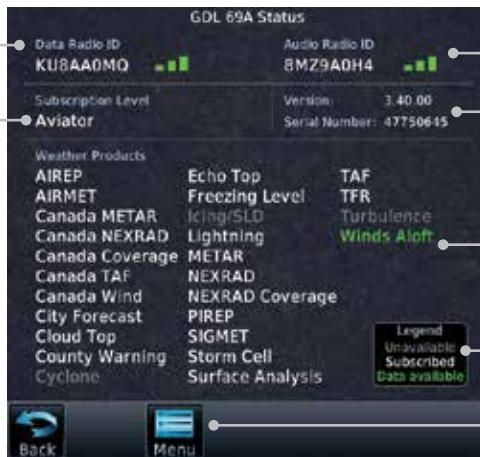 GDL 69A Status
Data Radio ID
Audio Radio ID
KU8AA0MQ
8MZ9A0H4
Subscription Level
Aviator
Version: 3.40.00
Serial Number: 47750645
Weather Products
AIREP
AIRMET
Canada METAR
Canada NEXRAD
Canada Coverage
Canada TAF
Canada Wind
City Forecast
Cloud Top
County Warning
Cyclone
Echo Top
Freezing Level
Icing/SLD
Lightning
METAR
NEXRAD
NEXRAD Coverage
PIREP
SIGMET
Storm Cell
Surface Analysis
TAF
TFR
Turbulence
Winds Aloft
Legend
Unavailable
Subscribed
Data available
Back
Menu